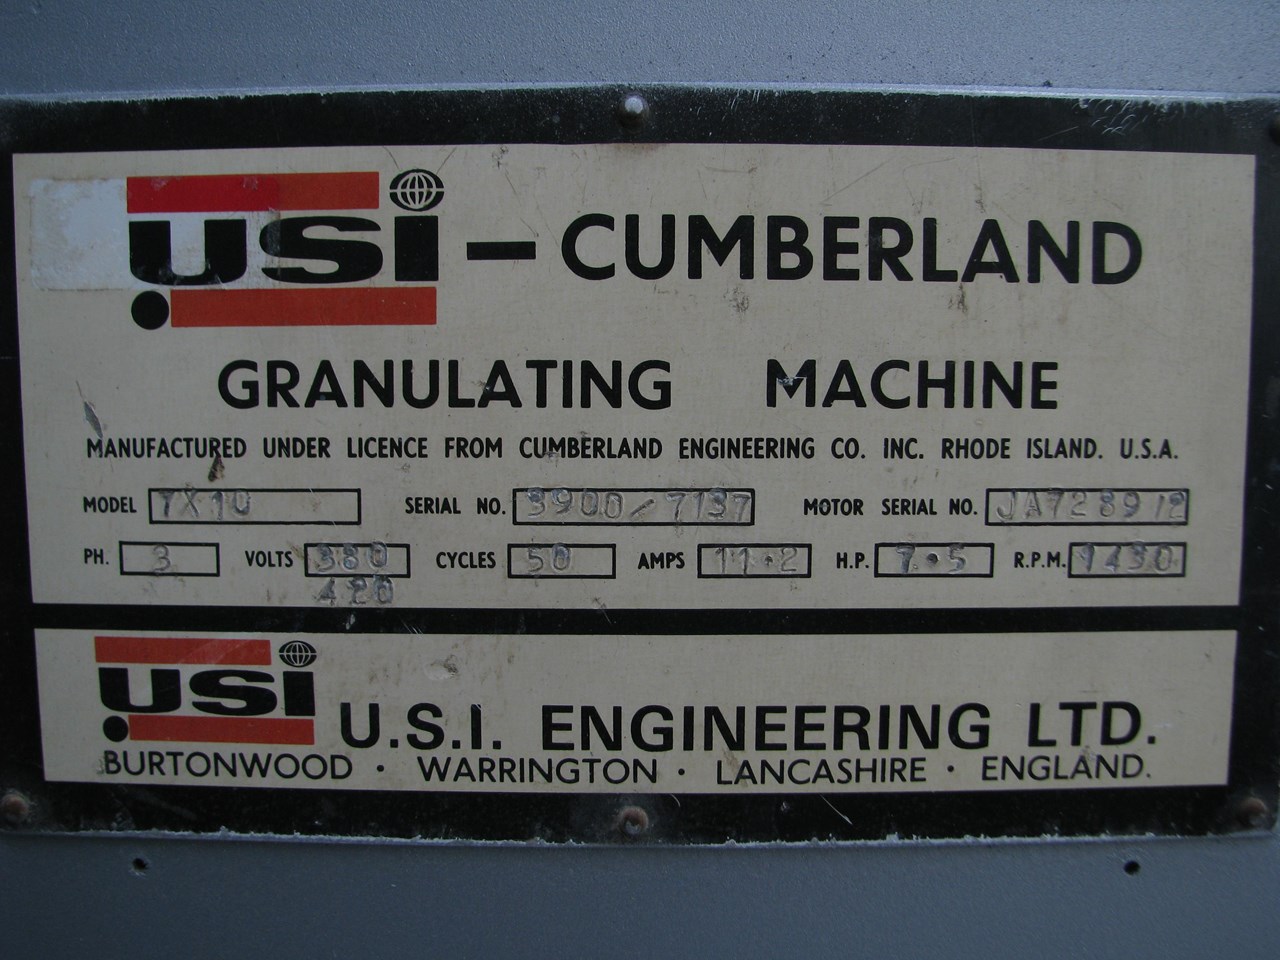 USi – CUMBERLAND
GRANULATING MACHINE
MANUFACTURED UNDER LICENCE FROM CUMBERLAND ENGINEERING CO. INC. RHODE ISLAND. U.S.A.
MODEL 7X10 SERIAL NO. 3900/7137 MOTOR SERIAL NO. JA728912
PH. 3 VOLTS 380 CYCLES 50 AMPS 11.2 H.P. 7.5 R.P.M. 1430
420
USi U.S.I. ENGINEERING LTD.
BURTONWOOD · WARRINGTON · LANCASHIRE · ENGLAND.